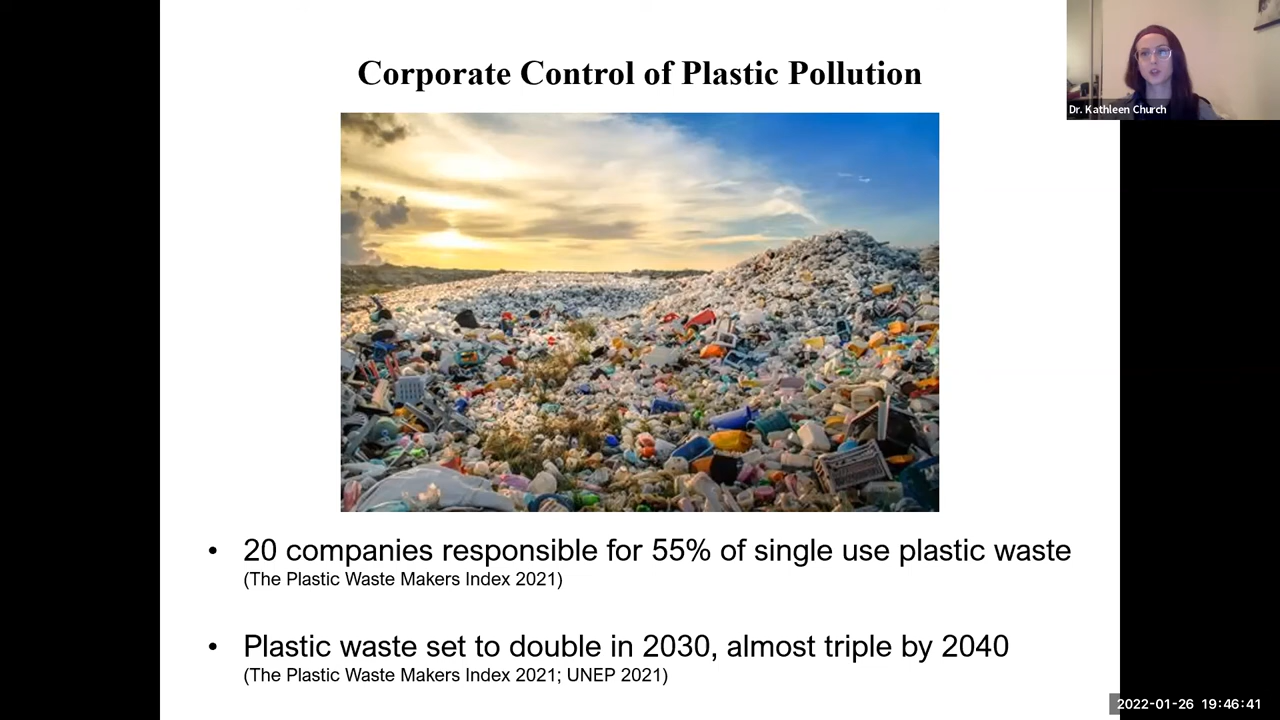 Corporate Control of Plastic Pollution
Dr. Kathleen Church
• 20 companies responsible for 55% of single use plastic waste
(The Plastic Waste Makers Index 2021)
• Plastic waste set to double in 2030, almost triple by 2040
(The Plastic Waste Makers Index 2021; UNEP 2021)
2022-01-26 19:46:41